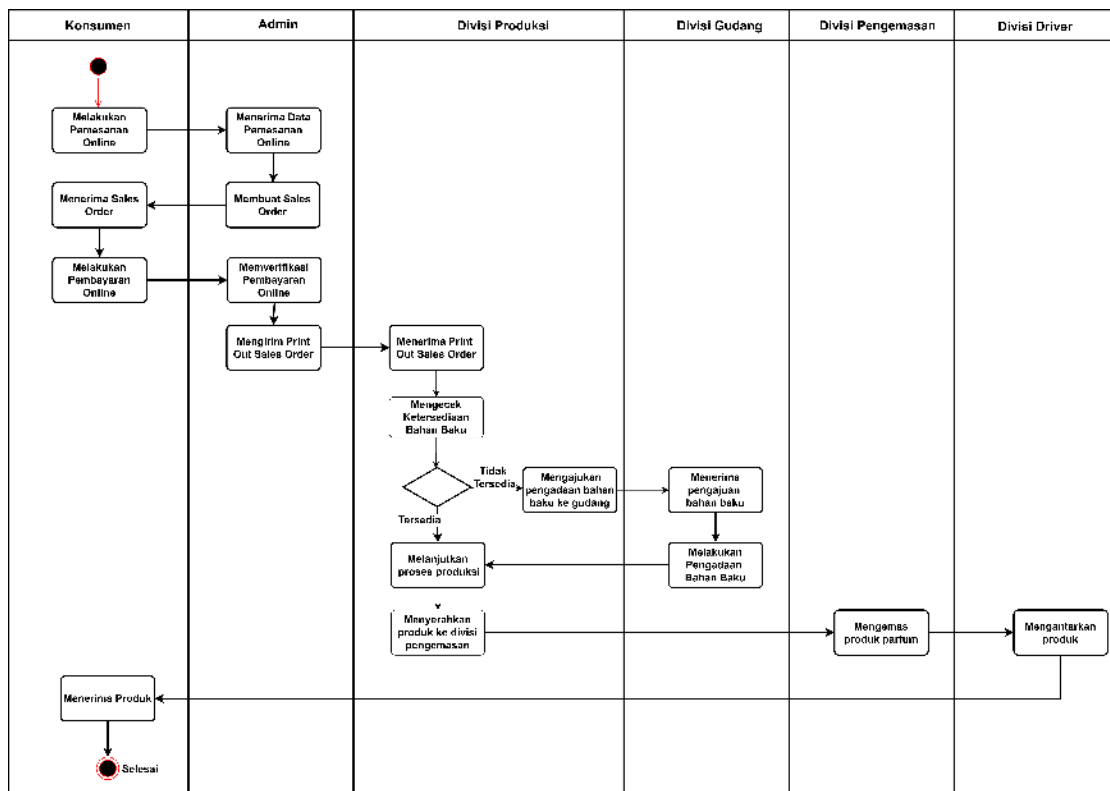 Konsumen
Admin
Divisi Produksi
Divisi Gudang
Divisi Pengemasan
Divisi Driver
Melakukan
Pemesanan
Online
Menerima Data
Pemesanan
Online
Menerima Sales
Order
Membuat Sales
Order
Melakukan
Pembayaran
Online
Memverifikasi
Pembayaran
Online
Mengirim Print
Out Sales Order
Menerima Print
Out Sales Order
Mengecek
Ketersediaan
Bahan Baku
Tidak
Tersedia
Mengajukan
pengadaan bahan
baku ke gudang
Menerima
pengajuan
bahan baku
Tersedia
Melanjutkan
proses produksi
Melakukan
Pengadaan
Bahan Baku
Menyerahkan
produk ke divisi
pengemasan
Mengemas
produk parfum
Mengantarkan
produk
Menerima Produk
Selesai